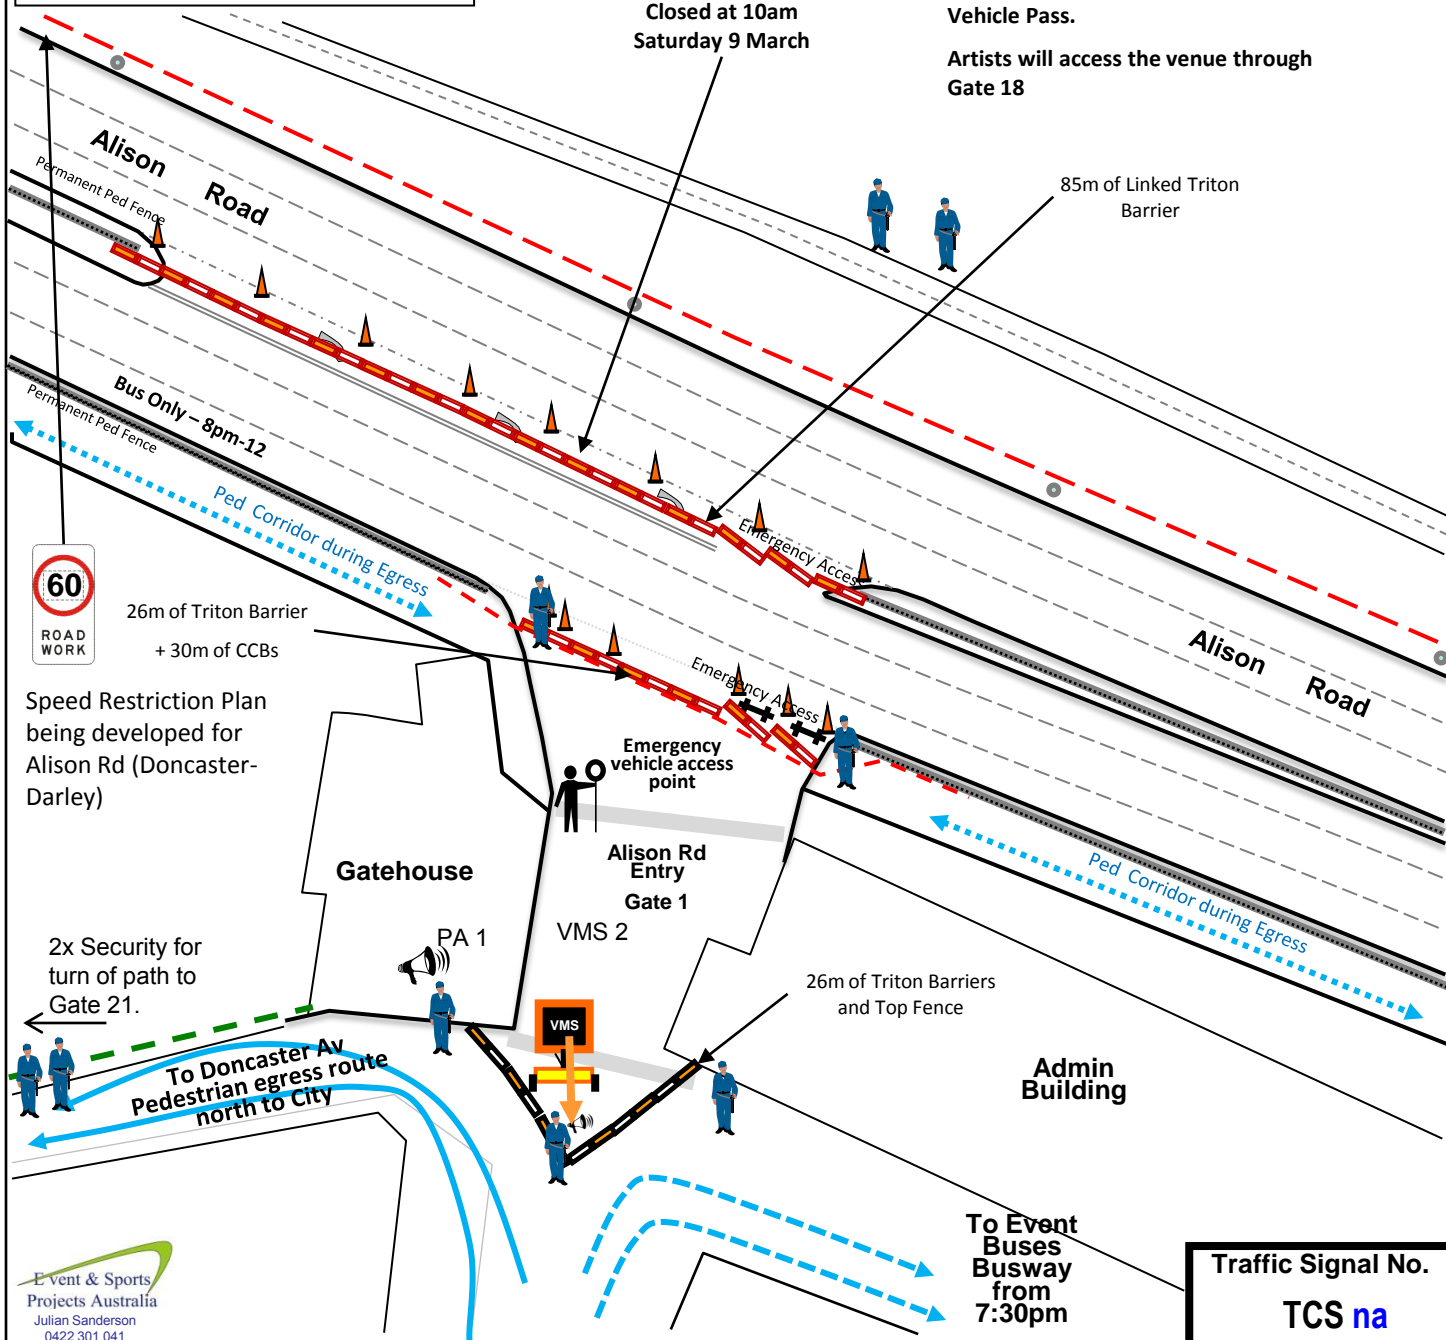 Closed at 10am
Saturday 9 March
Vehicle Pass.
Artists will access the venue through
Gate 18
Alison Road
Permanent Ped Fence
85m of Linked Triton
Barrier
Bus Only – 8pm-12
Permanent Ped Fence
Ped Corridor during Egress
Emergency Access
60
ROAD
WORK
26m of Triton Barrier
+ 30m of CCBs
Emergency Access
Alison Road
Speed Restriction Plan
being developed for
Alison Rd (Doncaster-
Darley)
Emergency
vehicle access
point
Gatehouse
Alison Rd
Entry
Gate 1
Ped Corridor during Egress
PA 1
VMS 2
2x Security for
turn of path to
Gate 21.
26m of Triton Barriers
and Top Fence
VMS
To Doncaster Av
Pedestrian egress route
north to City
Admin
Building
To Event
Buses
Busway
from
7:30pm
Event & Sports
Projects Australia
Julian Sanderson
0422 301 041
Traffic Signal No.
TCS na